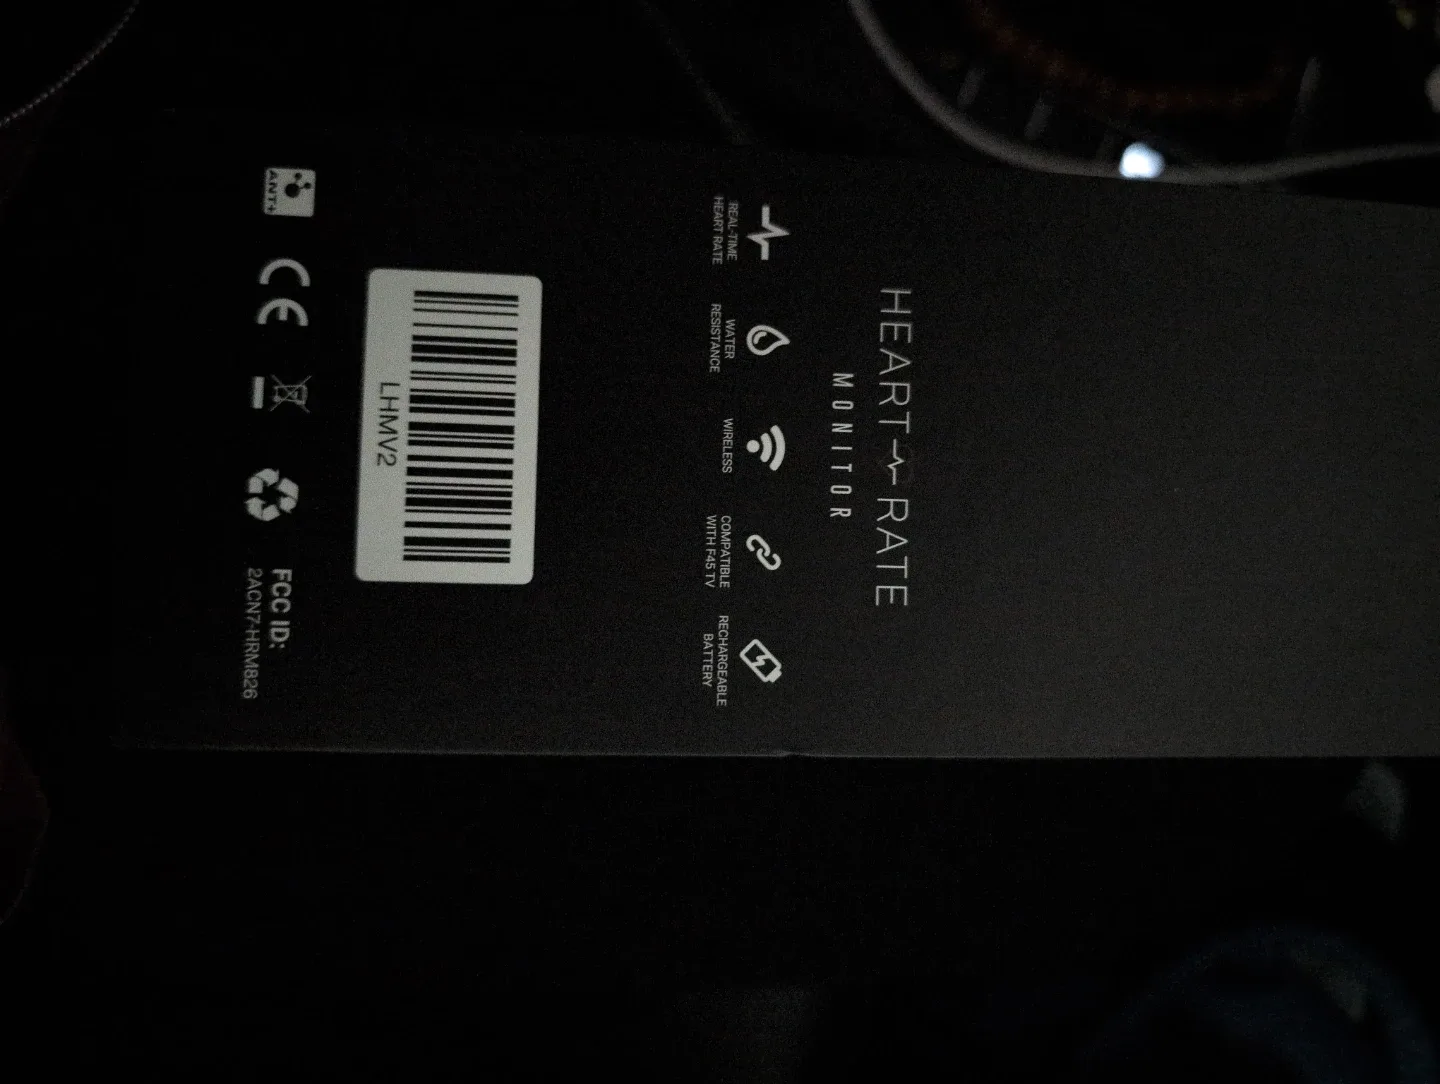 HEART RATE
MONITOR
REAL-TIME
HEART RATE
WATER
RESISTANCE
WIRELESS
COMPATIBLE
WITH F45 TV
RECHARGEABLE
BATTERY
LHMV2
ANT+
CE
FCC ID:
2ACN7-HRM826